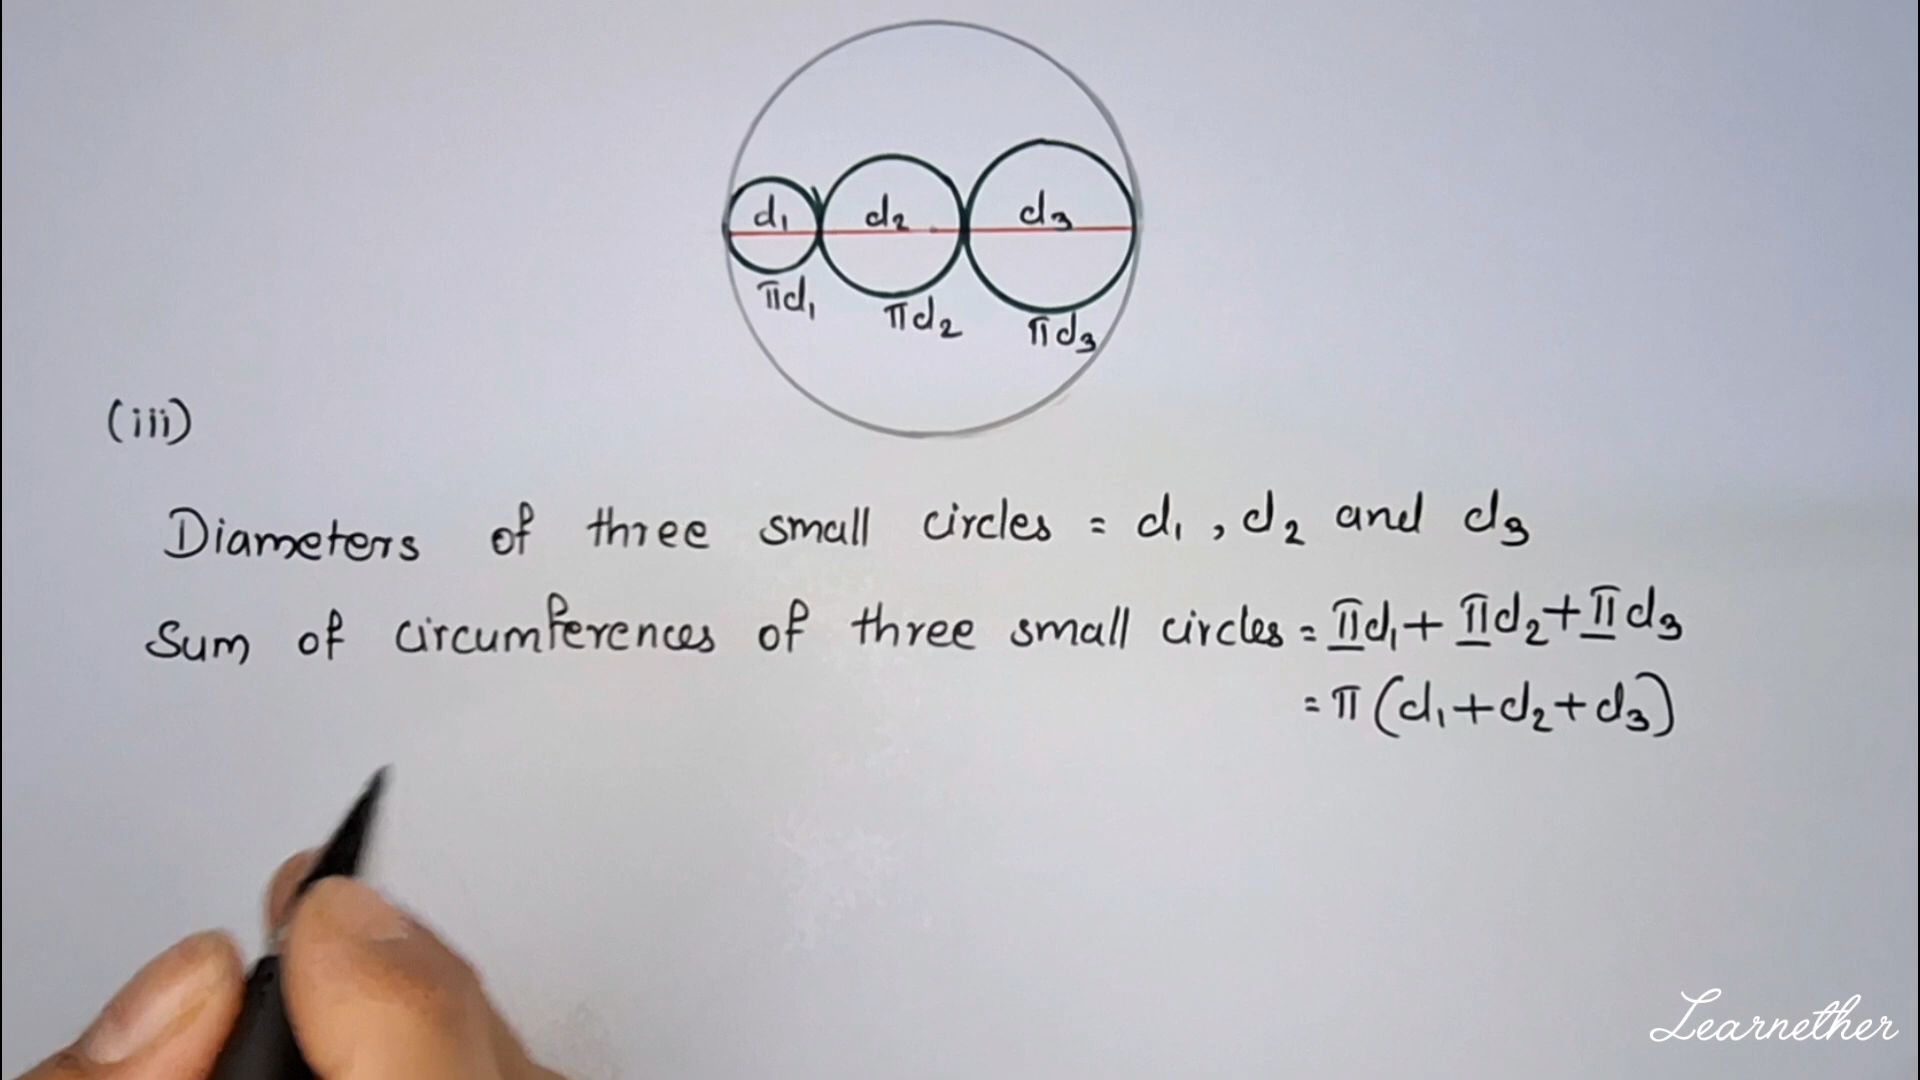 d₁ d₂ d₃
πd₁ πd₂ πd₃
(iii)
Diameters of three small circles = d₁, d₂ and d₃
Sum of circumferences of three small circles = πd₁ + πd₂ + πd₃
= π (d₁ + d₂ + d₃)
Learnether